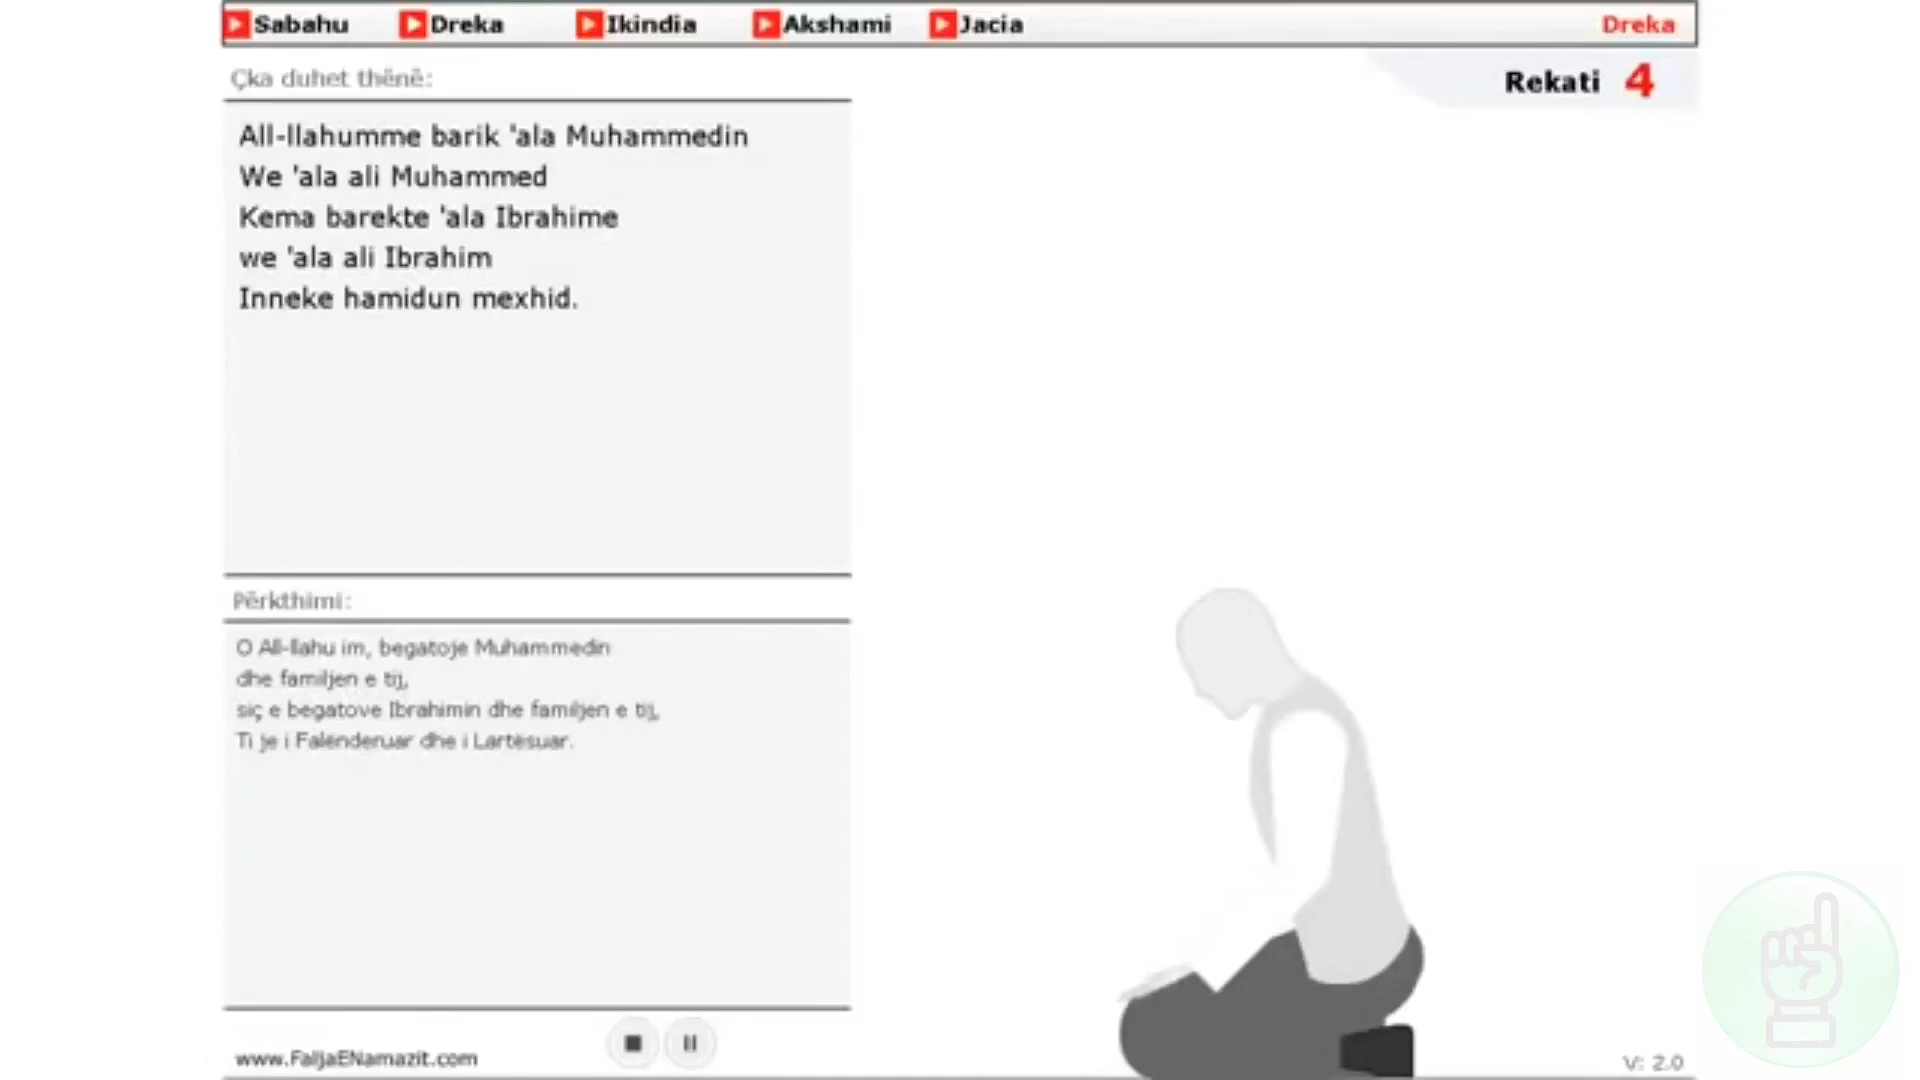 Sabahu Dreka Ikindia Akshami Jacia Dreka
Rekati 4
Çka duhet thënë:
All-llahumme barik 'ala Muhammedin
We 'ala ali Muhammed
Kema barekte 'ala Ibrahime
we 'ala ali Ibrahim
Inneke hamidun mexhid.
Përkthimi:
O All-llahu im, begatoje Muhammedin
dhe familjen e tij,
siç e begatove Ibrahimin dhe familjen e tij,
Ti je i Falënderuar dhe i Lartësuar.
www.FaljaENamazit.com
V: 2.0